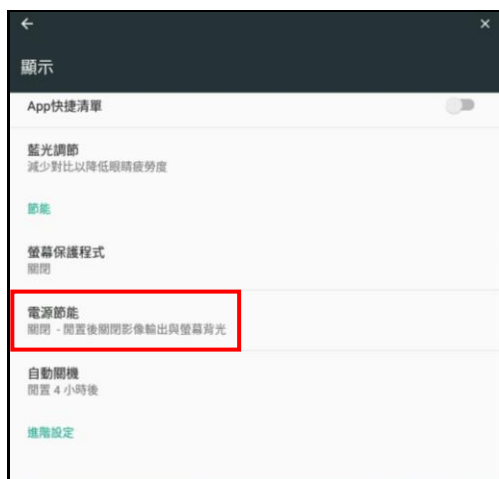 顯示
App快捷清單
藍光調節
減少對比以降低眼睛疲勞度
節能
螢幕保護程式
關閉
電源節能
關閉 - 閒置後關閉影像輸出與螢幕背光
自動關機
閒置 4 小時後
進階設定